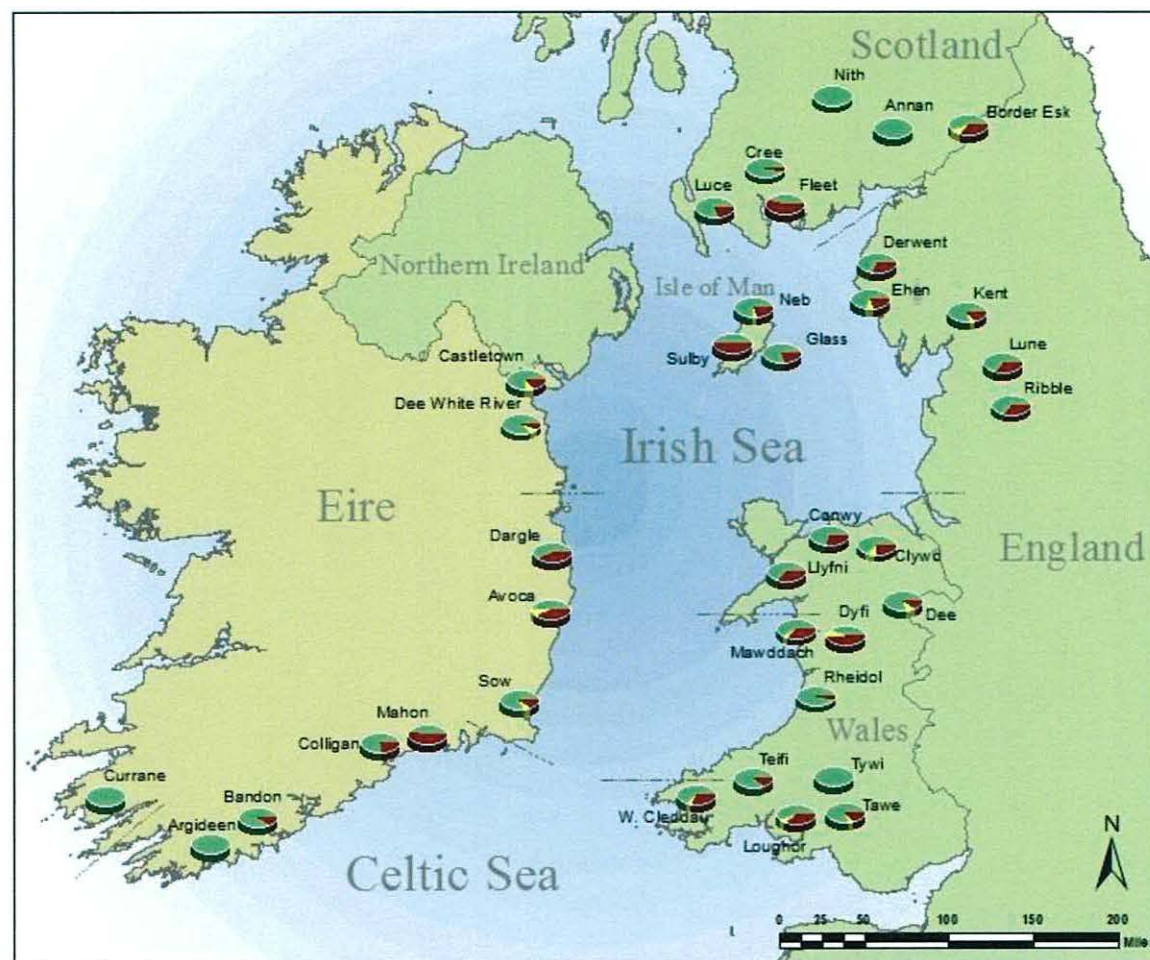 Scotland
Nith
Annan
Border Esk
Cree
Luce
Fleet
Derwent
Northern Ireland
Isle of Man
Neb
Ehen
Kent
Castletown
Sulby
Glass
Lune
Dee White River
Ribble
Irish Sea
Eire
Conwy
England
Dargle
Clywd
Llyfni
Avoca
Dyfi
Dee
Mawddach
Sow
Rheidol
Mahon
Wales
Colligan
Teifi
Tywi
Currane
Bandon
W. Cleddau
Tawe
Argideen
Loughor
N
Celtic Sea
0 25 50 100 150 200
Mile